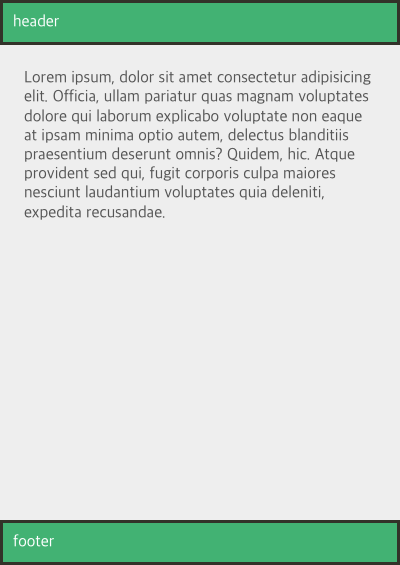 header
Lorem ipsum, dolor sit amet consectetur adipisicing
elit. Officia, ullam pariatur quas magnam voluptates
dolore qui laborum explicabo voluptate non eaque
at ipsam minima optio autem, delectus blanditiis
praesentium deserunt omnis? Quidem, hic. Atque
provident sed qui, fugit corporis culpa maiores
nesciunt laudantium voluptates quia deleniti,
expedita recusandae.
footer